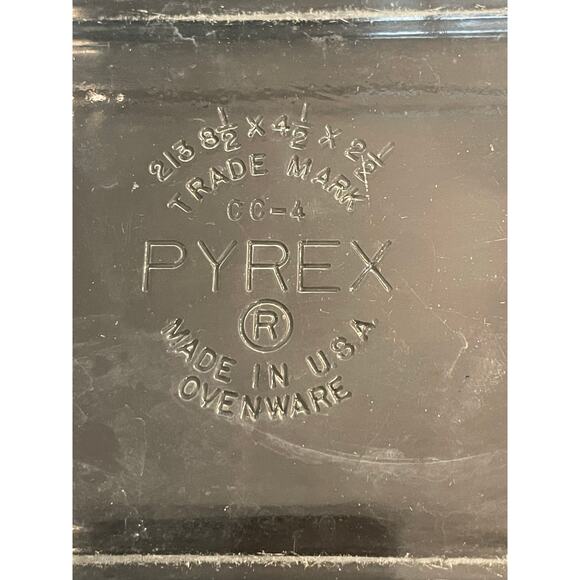 213 8½ X 4½ X 2½
TRADE MARK
CC-4
PYREX
®
MADE IN U.S.A.
OVENWARE